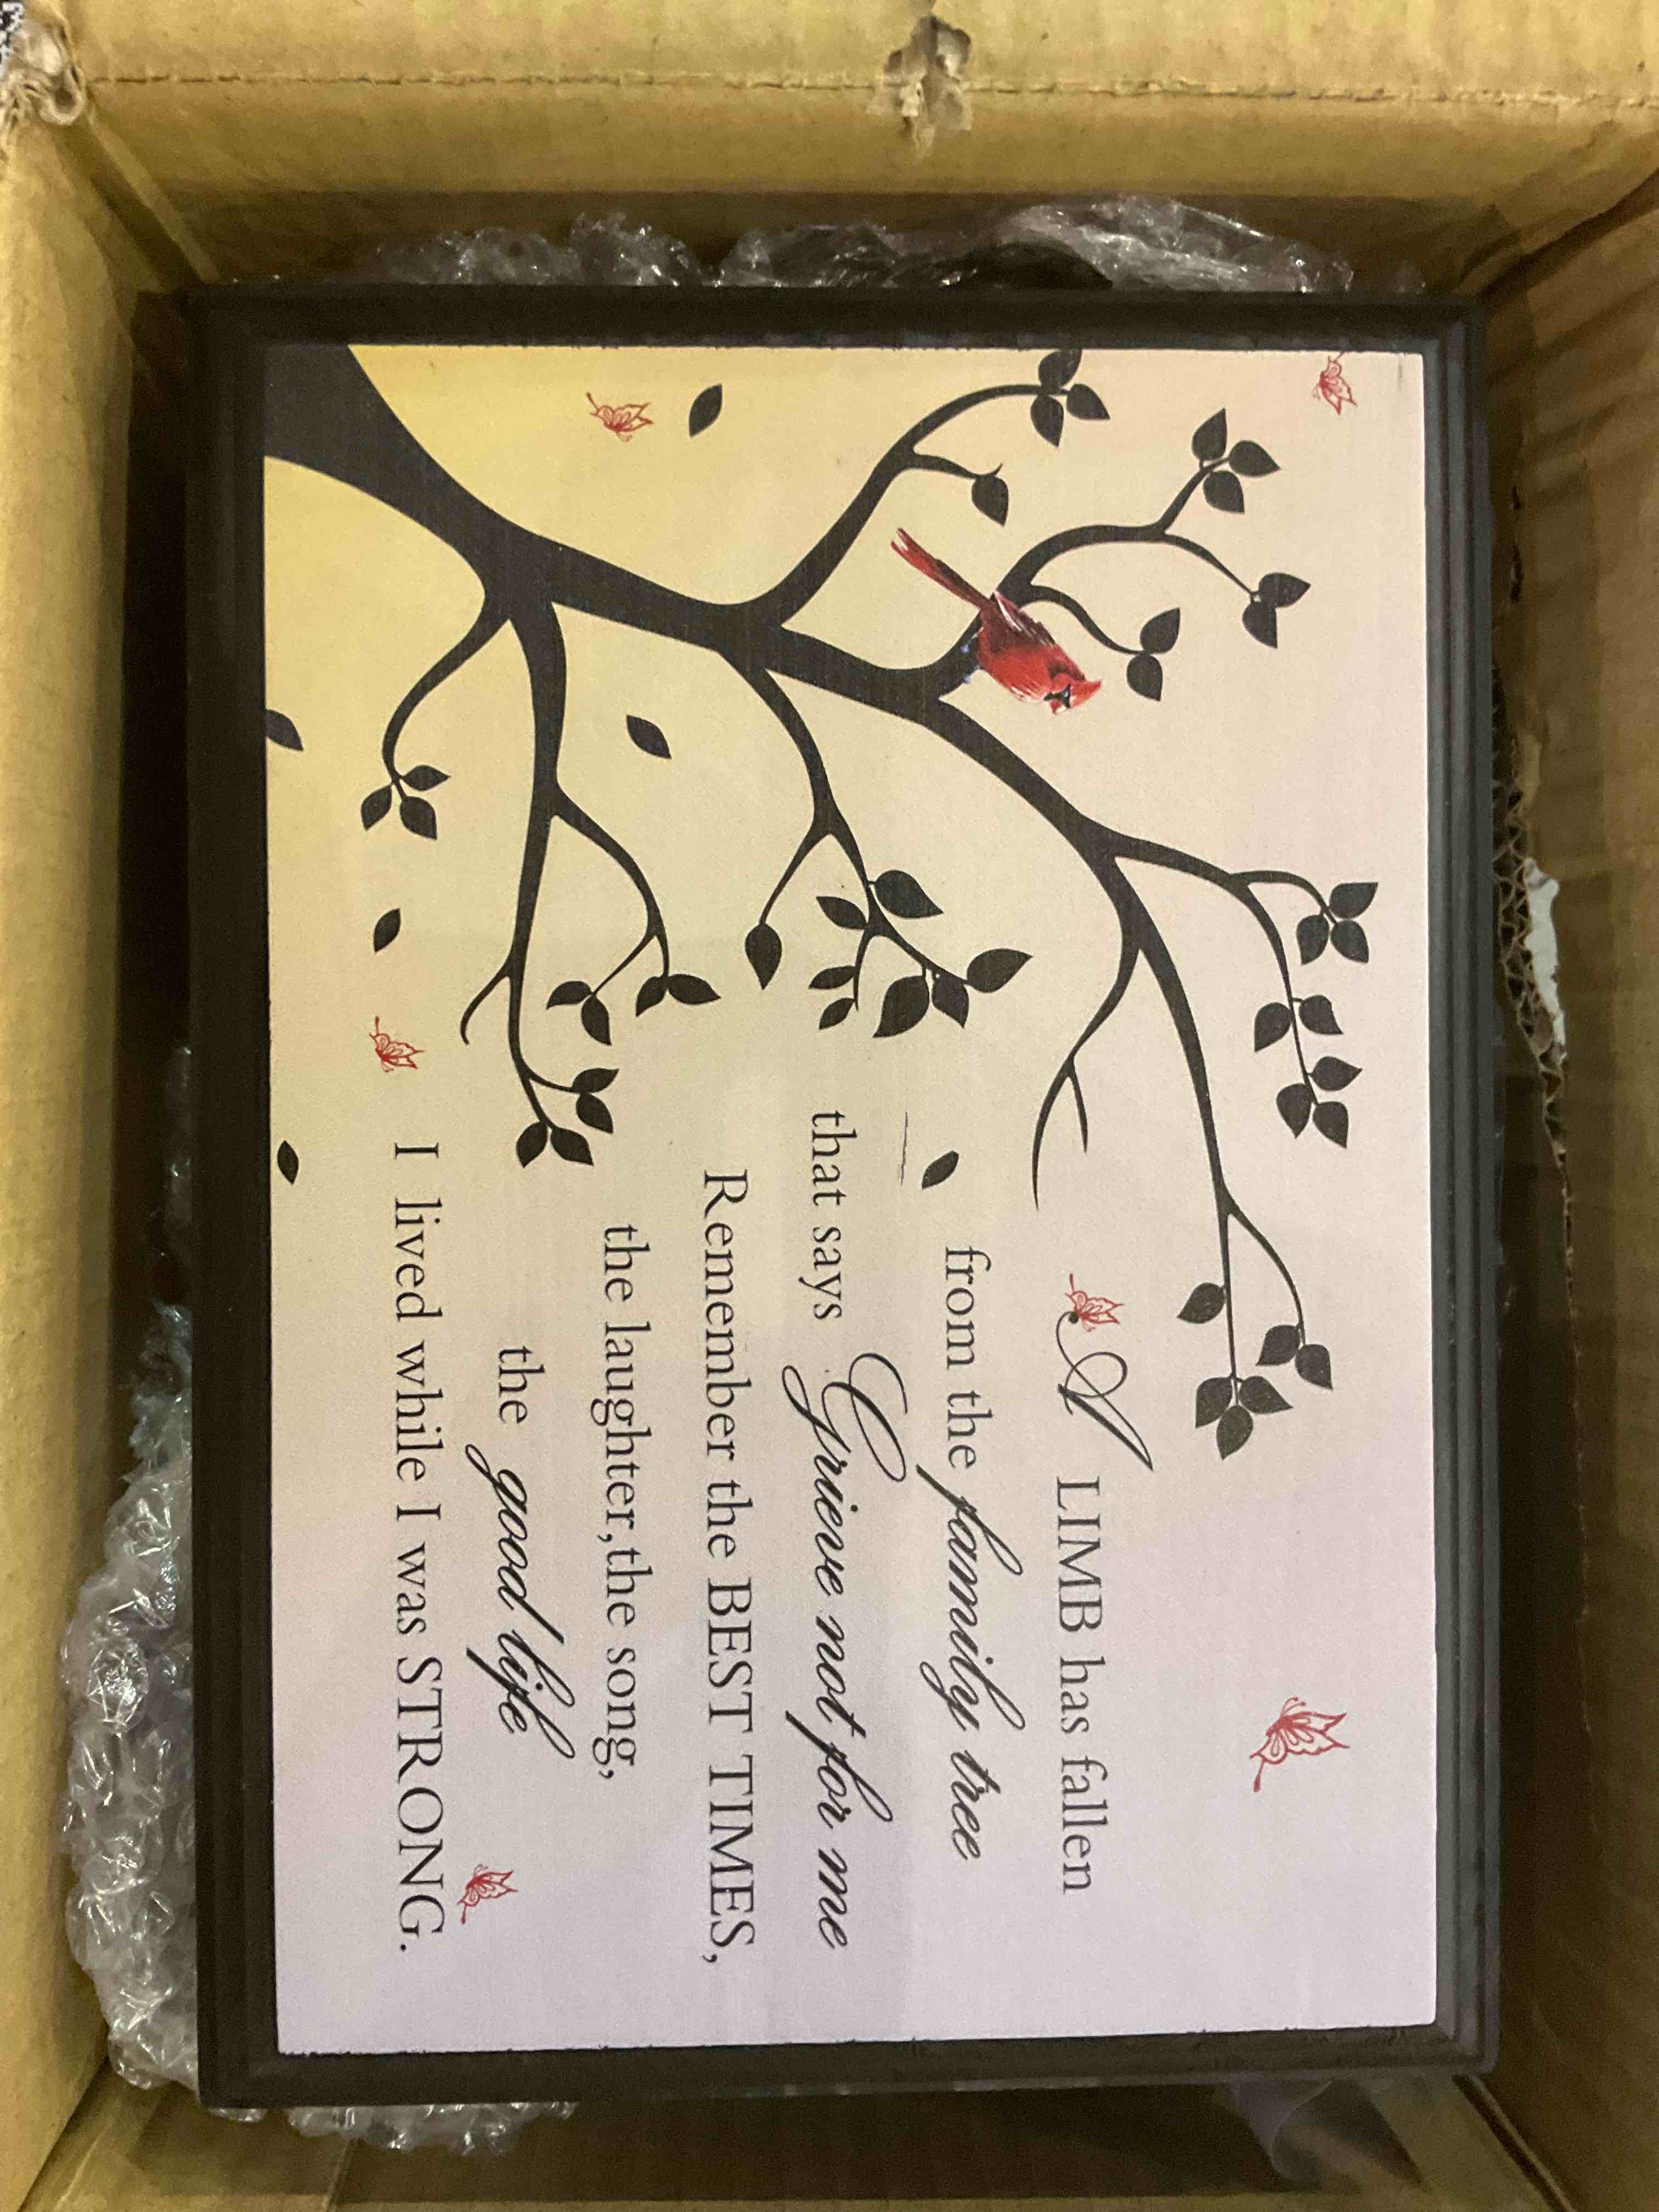 A LIMB has fallen
from the family tree
that says Grieve not for me
Remember the BEST TIMES,
the laughter, the song,
the good life
I lived while I was STRONG.